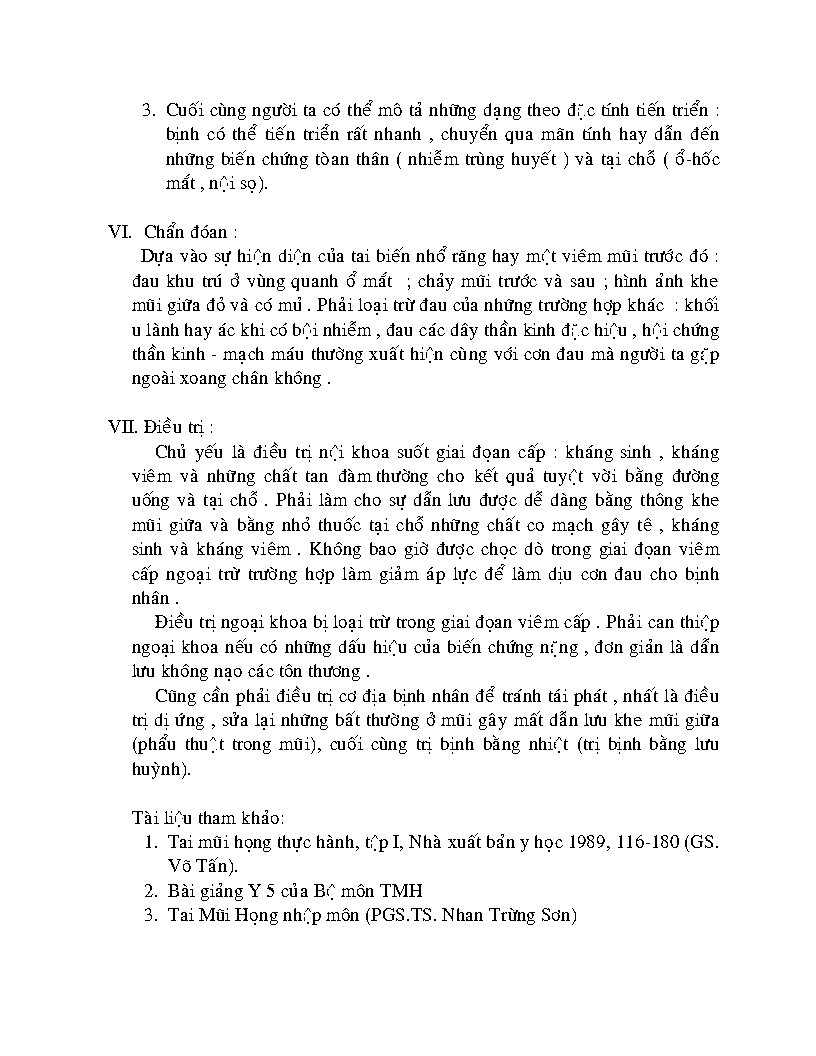 3. Cuối cùng người ta có thể mô tả những dạng theo đặc tính tiến triển :
bịnh có thể tiến triển rất nhanh , chuyển qua mãn tính hay dẫn đến
những biến chứng tòan thân ( nhiễm trùng huyết ) và tại chỗ ( ổ-hốc
mắt , nội sọ).
VI. Chẩn đóan :
Dựa vào sự hiện diện của tai biến nhổ răng hay một viêm mũi trước đó :
đau khu trú ở vùng quanh ổ mắt ; chảy mũi trước và sau ; hình ảnh khe
mũi giữa đỏ và có mủ . Phải loại trừ đau của những trường hợp khác : khối
u lành hay ác khi có bội nhiễm , đau các dây thần kinh đặc hiệu , hội chứng
thần kinh - mạch máu thường xuất hiện cùng với cơn đau mà người ta gặp
ngoài xoang chân không .
VII. Điều trị :
Chủ yếu là điều trị nội khoa suốt giai đọan cấp : kháng sinh , kháng
viêm và những chất tan đàm thường cho kết quả tuyệt vời bằng đường
uống và tại chỗ . Phải làm cho sự dẫn lưu được dễ dàng bằng thông khe
mũi giữa và bằng nhỏ thuốc tại chỗ những chất co mạch gây tê , kháng
sinh và kháng viêm . Không bao giờ được chọc dò trong giai đọan viêm
cấp ngoại trừ trường hợp làm giảm áp lực để làm dịu cơn đau cho bịnh
nhân .
Điều trị ngoại khoa bị loại trừ trong giai đọan viêm cấp . Phải can thiệp
ngoại khoa nếu có những dấu hiệu của biến chứng nặng , đơn giản là dẫn
lưu không nạo các tôn thương .
Cũng cần phải điều trị cơ địa bịnh nhân để tránh tái phát , nhất là điều
trị dị ứng , sửa lại những bất thường ở mũi gây mất dẫn lưu khe mũi giữa
(phẩu thuật trong mũi), cuối cùng trị bịnh bằng nhiệt (trị bịnh bằng lưu
huỳnh).
Tài liệu tham khảo:
1. Tai mũi họng thực hành, tập I, Nhà xuất bản y học 1989, 116-180 (GS.
Võ Tấn).
2. Bài giảng Y 5 của Bộ môn TMH
3. Tai Mũi Họng nhập môn (PGS.TS. Nhan Trừng Sơn)